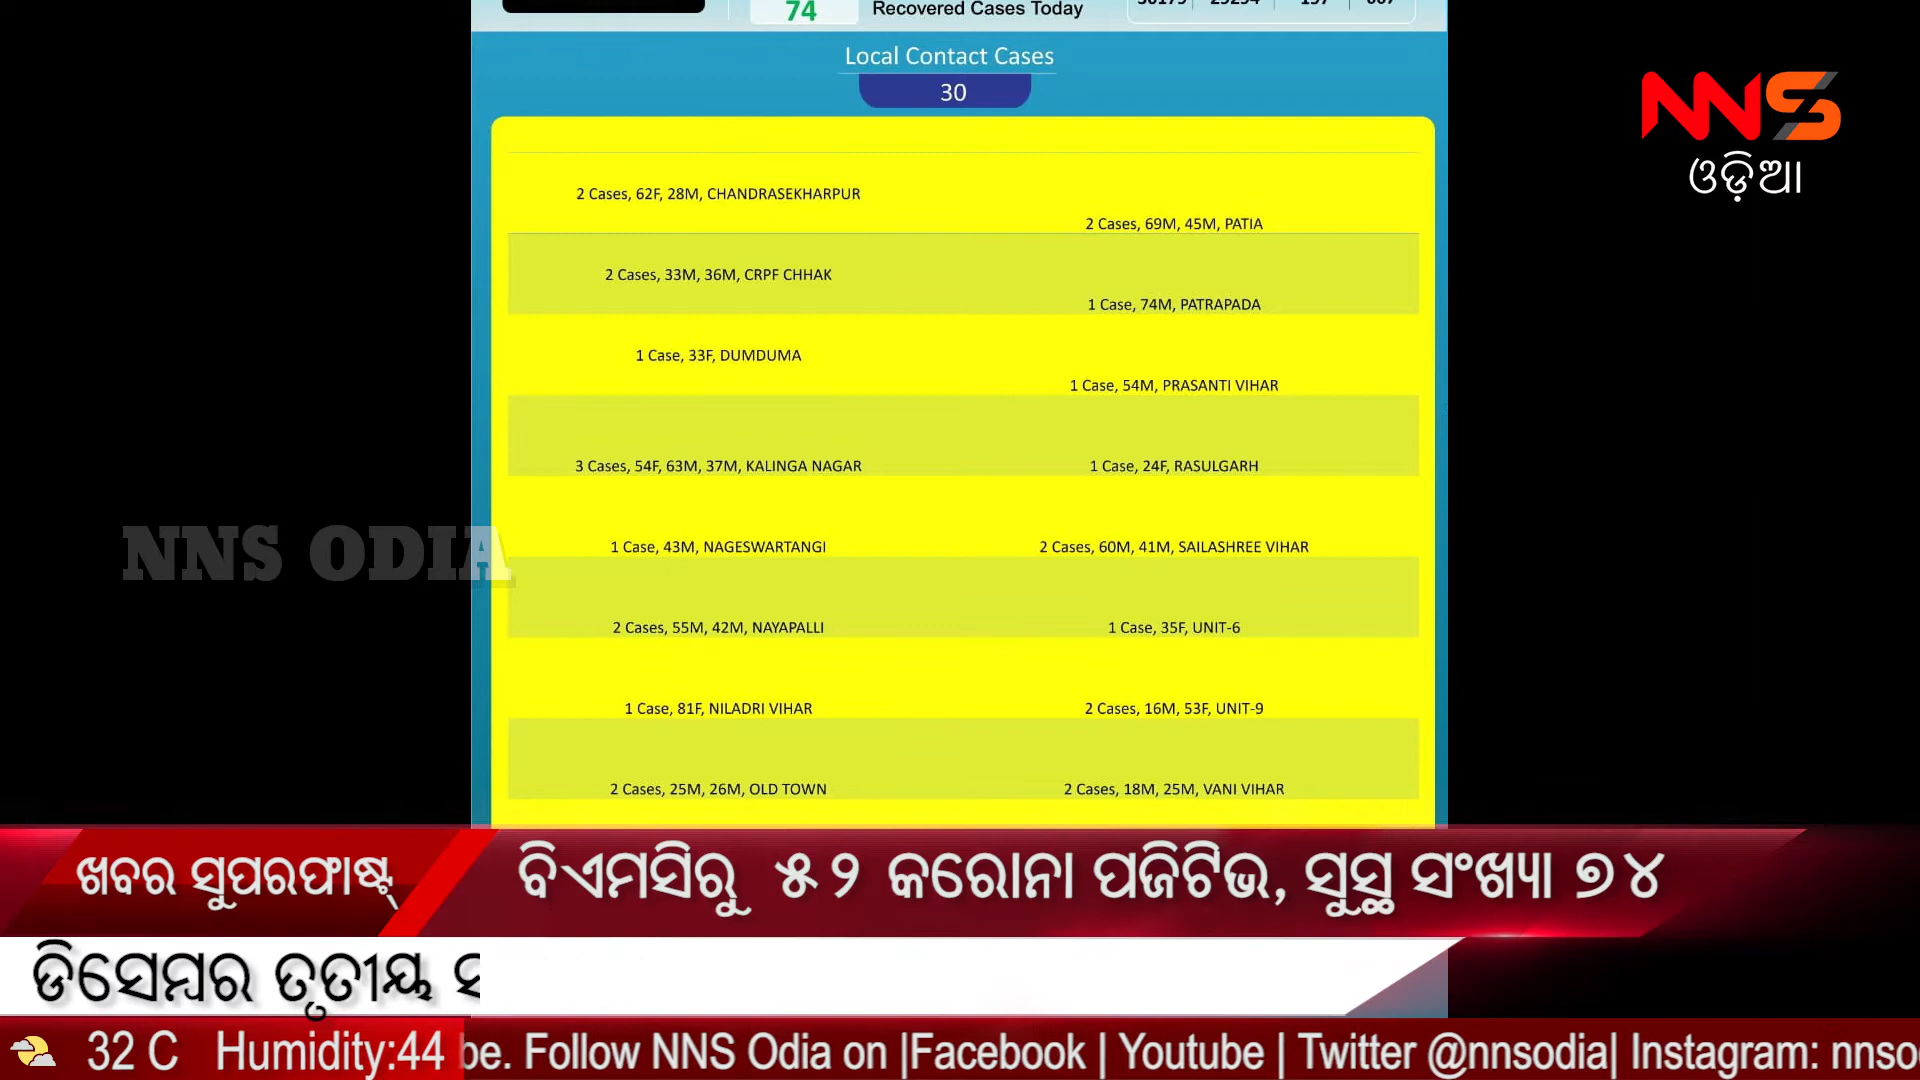 74 Recovered Cases Today
Local Contact Cases
30
2 Cases, 62F, 28M, CHANDRASEKHARPUR
2 Cases, 69M, 45M, PATIA
2 Cases, 33M, 36M, CRPF CHHAK
1 Case, 74M, PATRAPADA
1 Case, 33F, DUMDUMA
1 Case, 54M, PRASANTI VIHAR
3 Cases, 54F, 63M, 37M, KALINGA NAGAR
1 Case, 24F, RASULGARH
1 Case, 43M, NAGESWARTANGI
2 Cases, 60M, 41M, SAILASHREE VIHAR
2 Cases, 55M, 42M, NAYAPALLI
1 Case, 35F, UNIT-6
1 Case, 81F, NILADRI VIHAR
2 Cases, 16M, 53F, UNIT-9
2 Cases, 25M, 26M, OLD TOWN
2 Cases, 18M, 25M, VANI VIHAR
NNS
ଓଡ଼ିଆ
NNS ODIA
ଖବର ସୁପରଫାଷ୍ଟ୍
ବିଏମସିରୁ ୫୨ କରୋନା ପଜିଟିଭ, ସୁସ୍ଥ ସଂଖ୍ୟା ୭୪
ଡିସେମ୍ବର ତୃତୀୟ
32 C Humidity:44 be. Follow NNS Odia on |Facebook | Youtube | Twitter @nnsodia| Instagram: